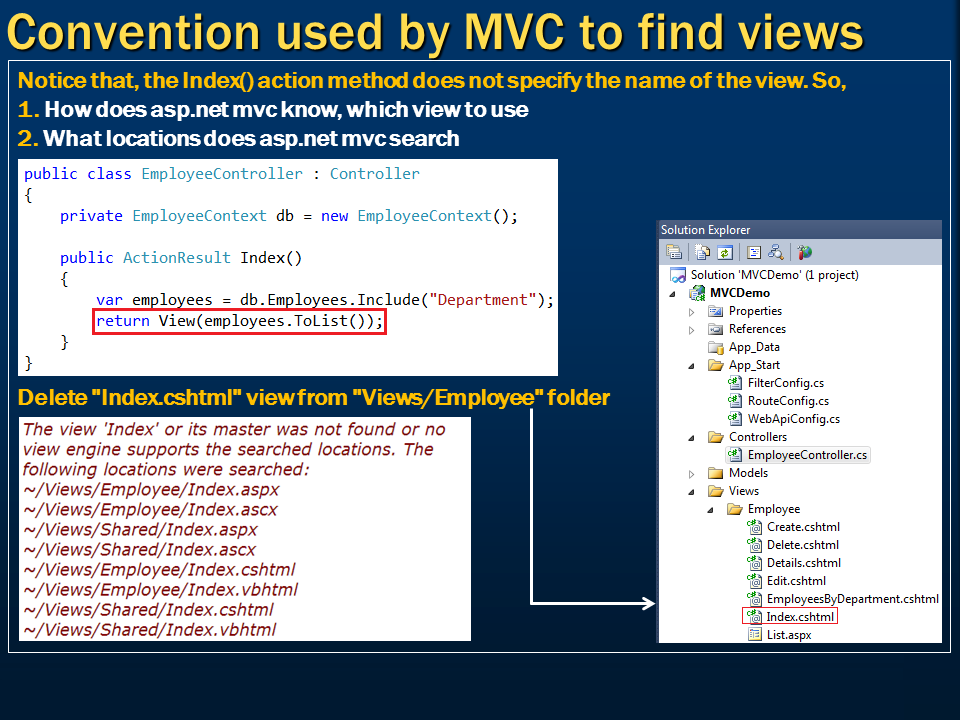 Convention used by MVC to find views
Notice that, the Index() action method does not specify the name of the view. So,
1. How does asp.net mvc know, which view to use
2. What locations does asp.net mvc search
public class EmployeeController : Controller
{
    private EmployeeContext db = new EmployeeContext();
    public ActionResult Index()
    {
        var employees = db.Employees.Include("Department");
        return View(employees.ToList());
    }
}
Delete "Index.cshtml" view from "Views/Employee" folder
The view 'Index' or its master was not found or no
view engine supports the searched locations. The
following locations were searched:
~/Views/Employee/Index.aspx
~/Views/Employee/Index.ascx
~/Views/Shared/Index.aspx
~/Views/Shared/Index.ascx
~/Views/Employee/Index.cshtml
~/Views/Employee/Index.vbhtml
~/Views/Shared/Index.cshtml
~/Views/Shared/Index.vbhtml
Solution Explorer
Solution 'MVCDemo' (1 project)
MVCDemo
Properties
References
App_Data
App_Start
FilterConfig.cs
RouteConfig.cs
WebApiConfig.cs
Controllers
EmployeeController.cs
Models
Views
Employee
Create.cshtml
Delete.cshtml
Details.cshtml
Edit.cshtml
EmployeesByDepartment.cshtml
Index.cshtml
List.aspx